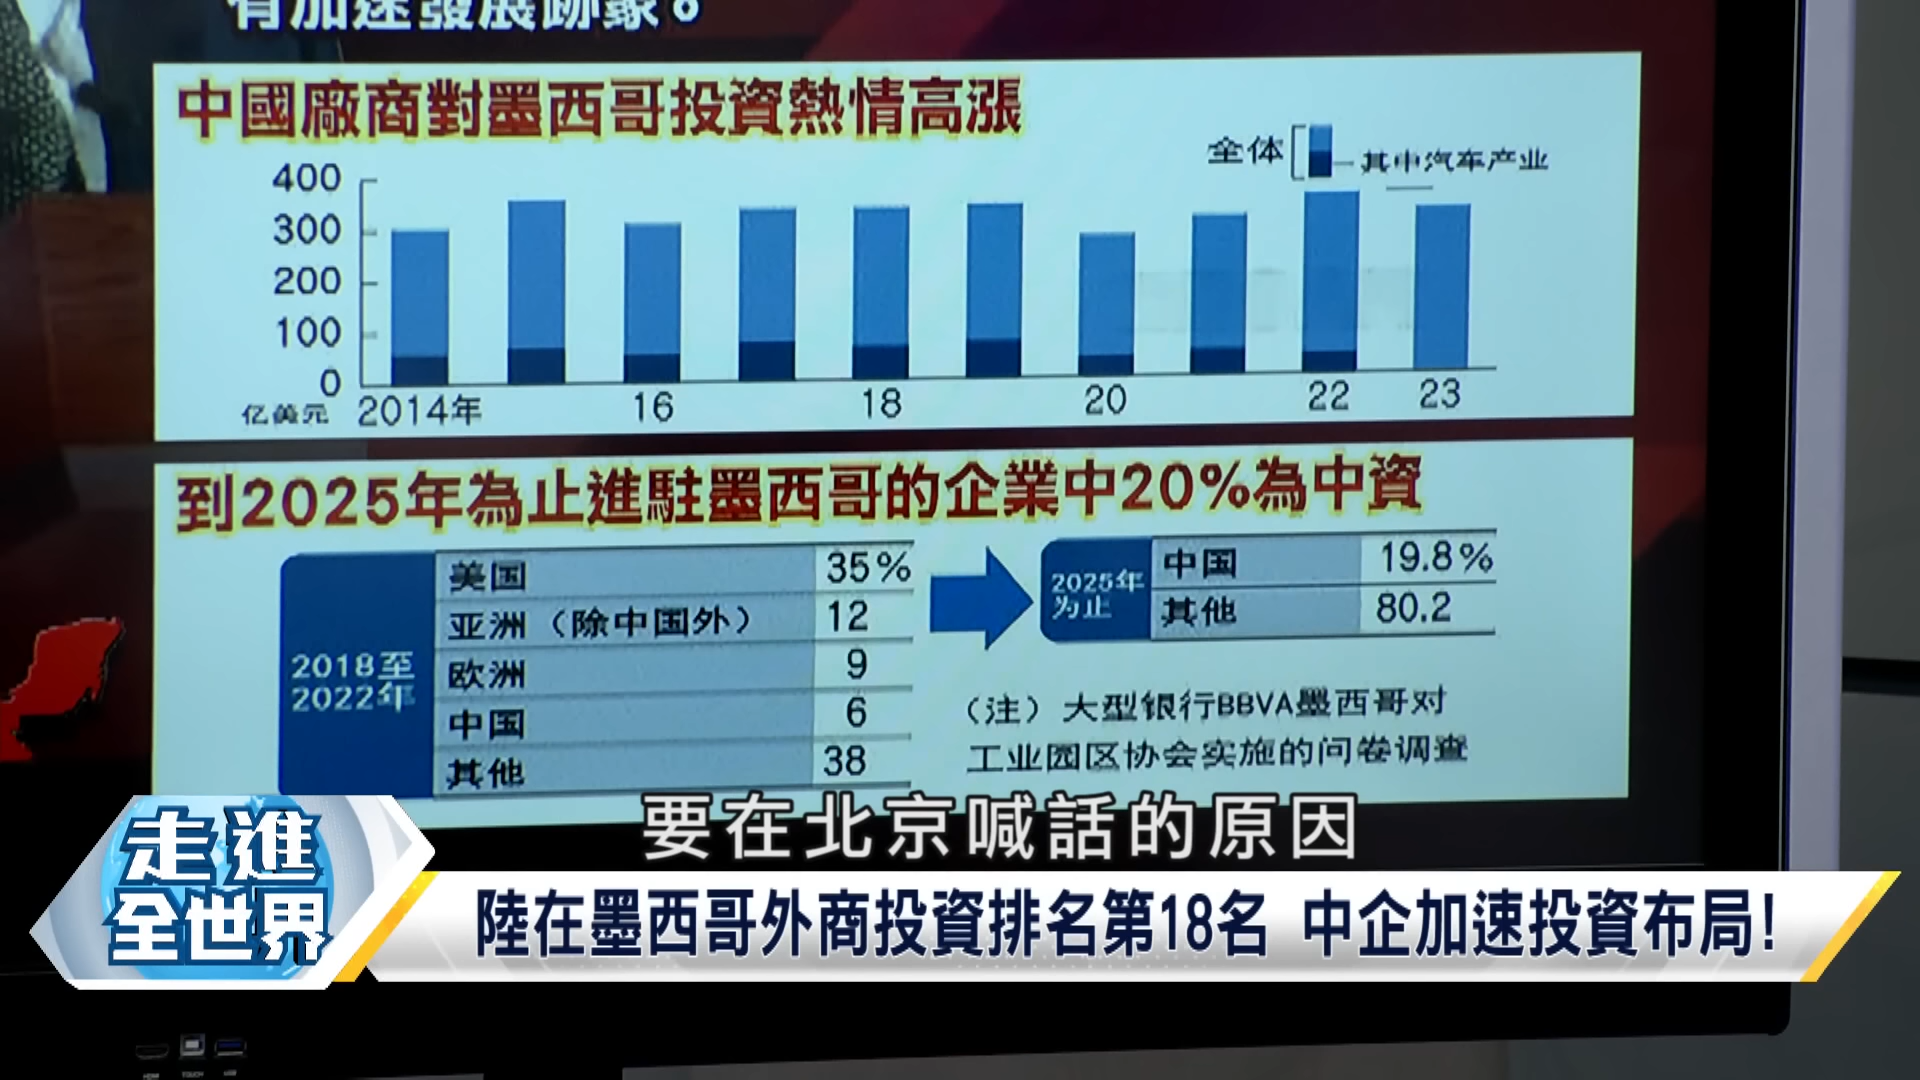 有加速發展跡象。
中國廠商對墨西哥投資熱情高漲
全体
其中汽车产业
400
300
200
100
0
亿美元
2014年 16 18 20 22 23
到2025年為止進駐墨西哥的企業中20%為中資
2018至
2022年
美国 35%
亚洲（除中国外） 12
欧洲 9
中国 6
其他 38
2025年
为止
中国 19.8%
其他 80.2
（注）大型银行BBVA墨西哥对
工业园区协会实施的问卷调查
要在北京喊話的原因
走進
全世界
陸在墨西哥外商投資排名第18名 中企加速投資布局!